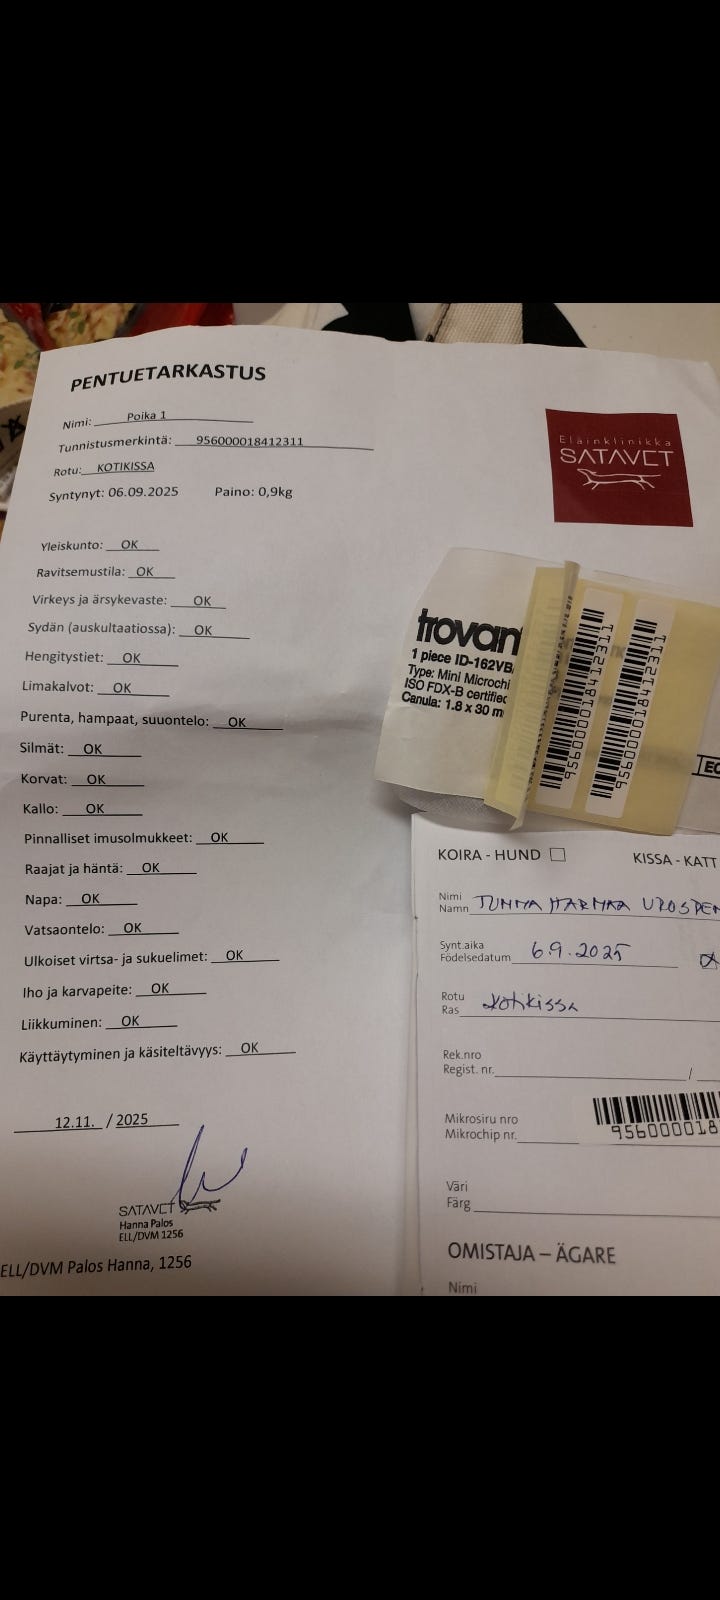 PENTUETARKASTUS
Nimi: Poika 1
Tunnistusmerkintä: 956000018412311
Rotu: KOTIKISSA
Syntynyt: 06.09.2025 Paino: 0,9kg
Eläinklinikka
SATAVET
Yleiskunto: OK
Ravitsemustila: OK
Virkeys ja ärsykevaste: OK
Sydän (auskultaatiossa): OK
Hengitystiet: OK
Limakalvot: OK
Purenta, hampaat, suuontelo: OK
Silmät: OK
Korvat: OK
Kallo: OK
Pinnalliset imusolmukkeet: OK
Raajat ja häntä: OK
Napa: OK
Vatsaontelo: OK
Ulkoiset virtsa- ja sukuelimet: OK
Iho ja karvapeite: OK
Liikkuminen: OK
Käyttäytyminen ja käsiteltävyys: OK
12.11. / 2025
SATAVET
Hanna Palos
ELL/DVM 1256
ELL/DVM Palos Hanna, 1256
trovan
1 piece ID-162VB
Type: Mini Microchi
ISO FDX-B certified
Canula: 1.8 x 30 m
956000018412311
956000018412311
KOIRA - HUND KISSA - KATT
Nimi
Namn TUMMA HARMAA UROSPEN
Synt.aika
Födelsedatum 6.9.2025
Rotu
Ras Kotikissa
Rek.nro
Regist. nr. /
Mikrosiru nro
Mikrochip nr. 956000018
Väri
Färg
OMISTAJA – ÄGARE
Nimi